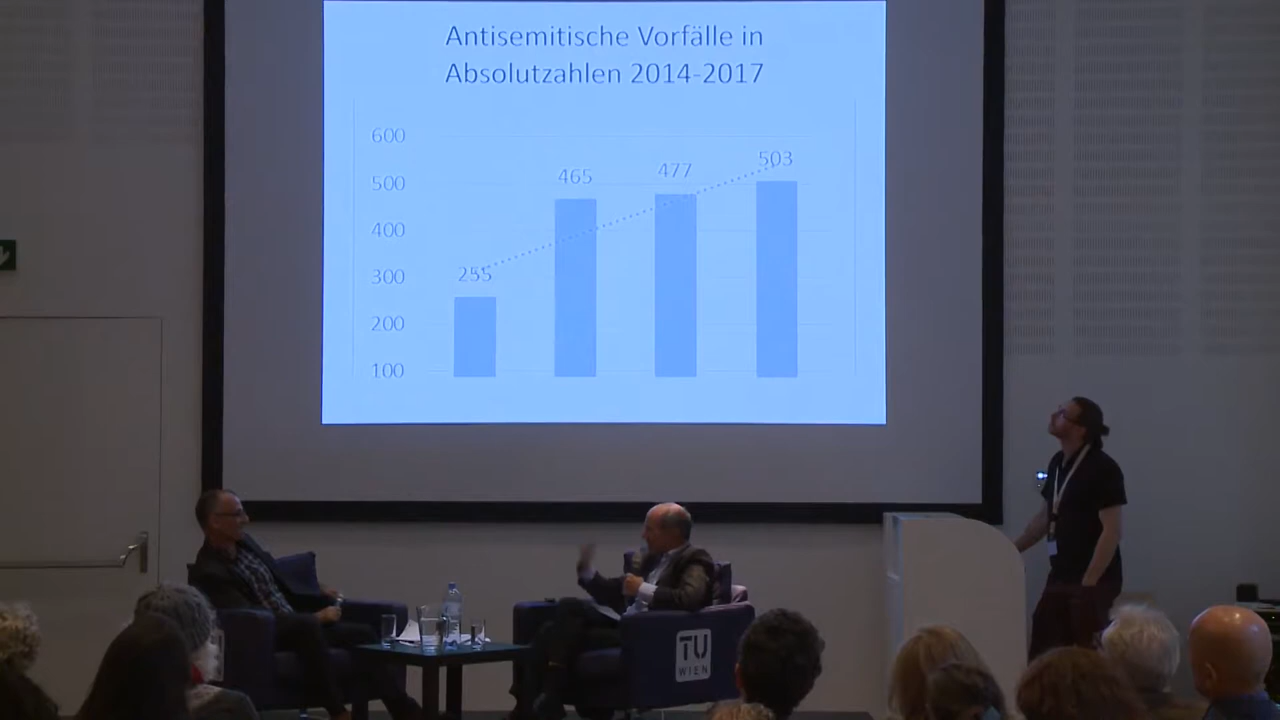 Antisemitische Vorfälle in
Absolutzahlen 2014-2017
600
500
400
300
200
100
255
465
477
503
TU
WIEN